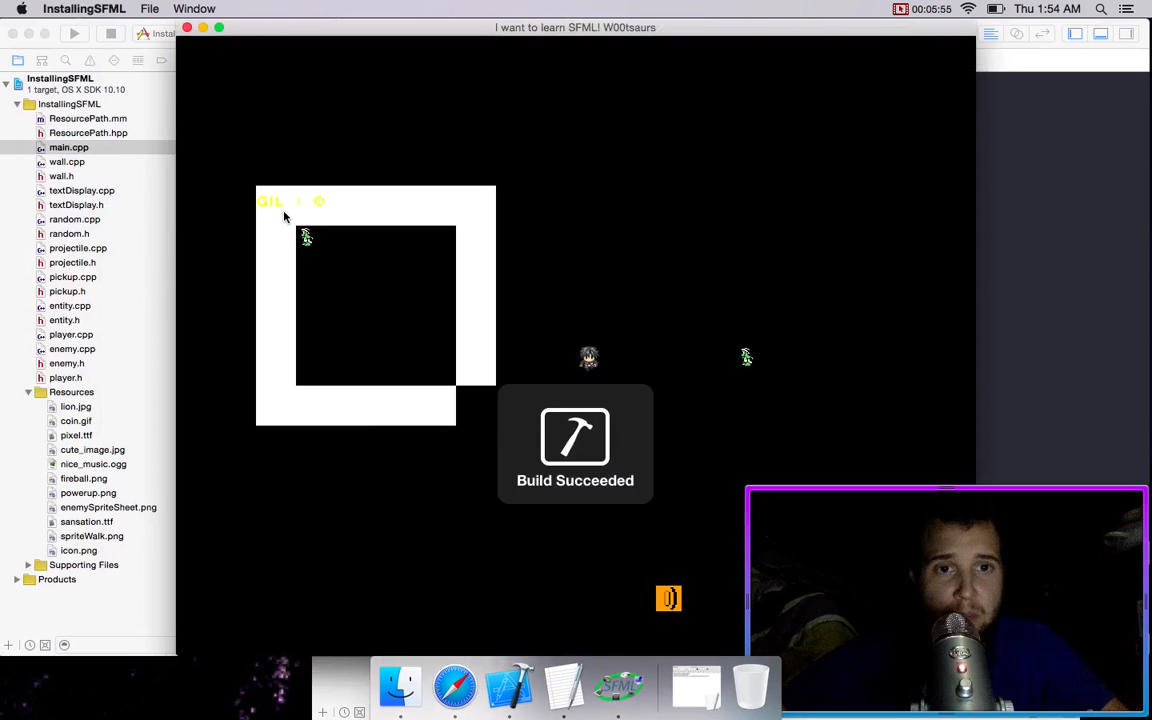 InstallingSFML File Window
00:05:55 Thu 1:54 AM
I want to learn SFML! W00tsaurs
InstallingSFML
1 target, OS X SDK 10.10
InstallingSFML
ResourcePath.mm
ResourcePath.hpp
main.cpp
wall.cpp
wall.h
textDisplay.cpp
textDisplay.h
random.cpp
random.h
projectile.cpp
projectile.h
pickup.cpp
pickup.h
entity.cpp
entity.h
player.cpp
enemy.cpp
enemy.h
player.h
Resources
lion.jpg
coin.gif
pixel.ttf
cute_image.jpg
nice_music.ogg
fireball.png
powerup.png
enemySpriteSheet.png
sansation.ttf
spriteWalk.png
icon.png
Supporting Files
Products
GIL : 0
Build Succeeded
SFML